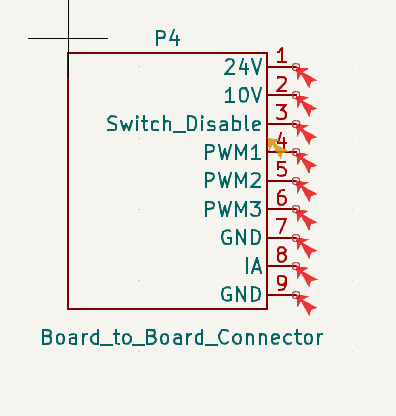 P4
24V 1
10V 2
Switch_Disable 3
PWM1 4
PWM2 5
PWM3 6
GND 7
IA 8
GND 9
Board_to_Board_Connector